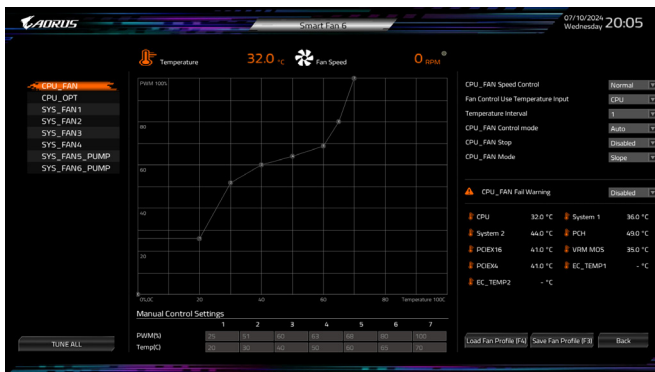 AORUS
Smart Fan 6
07/10/2024
Wednesday
20:05
Temperature 32.0 °C Fan Speed 0 RPM
CPU_FAN
CPU_OPT
SYS_FAN1
SYS_FAN2
SYS_FAN3
SYS_FAN4
SYS_FAN5_PUMP
SYS_FAN6_PUMP
TUNE ALL
PWM 100%
80
60
40
20
0%,0C 20 40 60 80 Temperature 100C
Manual Control Settings
1 2 3 4 5 6 7
PWM(%) 25 51 60 63 68 80 100
Temp(C) 20 30 40 50 60 65 70
CPU_FAN Speed Control Normal
Fan Control Use Temperature Input CPU
Temperature Interval 1
CPU_FAN Control mode Auto
CPU_FAN Stop Disabled
CPU_FAN Mode Slope
CPU_FAN Fail Warning Disabled
CPU 32.0 °C System 1 36.0 °C
System 2 44.0 °C PCH 49.0 °C
PCIEX16 41.0 °C VRM MOS 39.0 °C
PCIEX4 41.0 °C EC_TEMP1 - °C
EC_TEMP2 - °C
Load Fan Profile (F4) Save Fan Profile (F3) Back